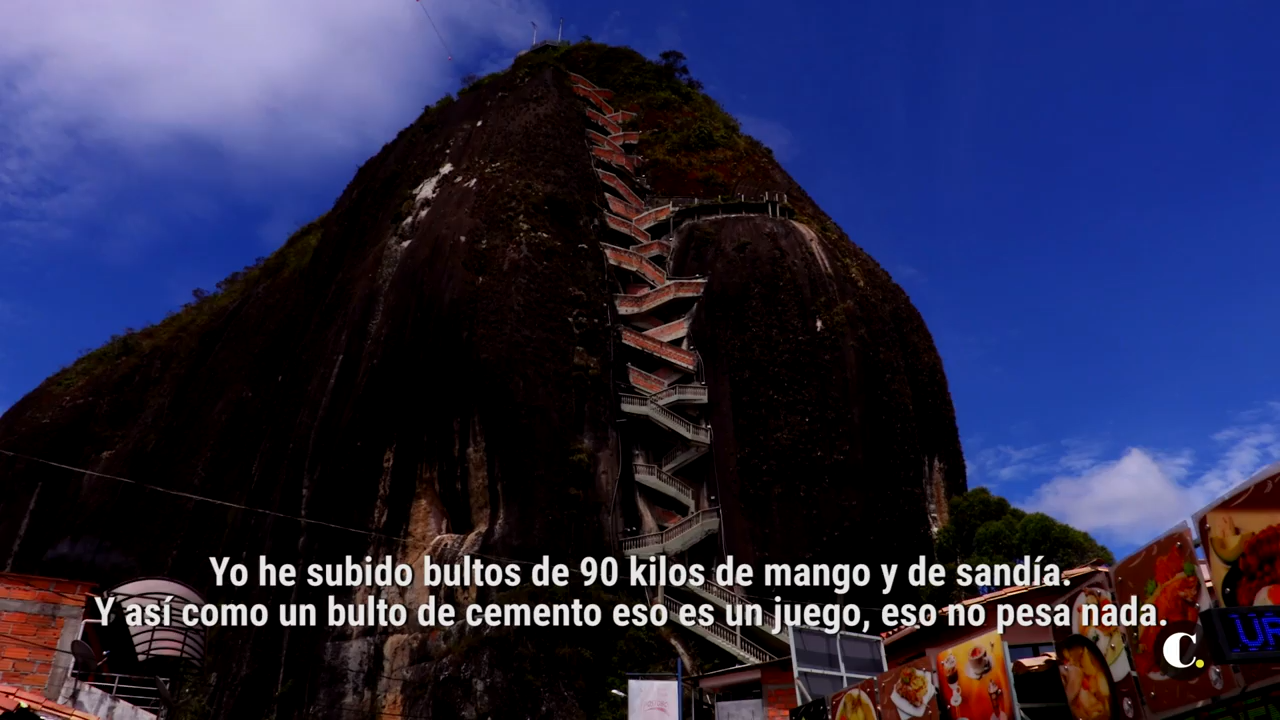 Yo he subido bultos de 90 kilos de mango y de sandía.
Y así como un bulto de cemento eso es un juego, eso no pesa nada.
C.